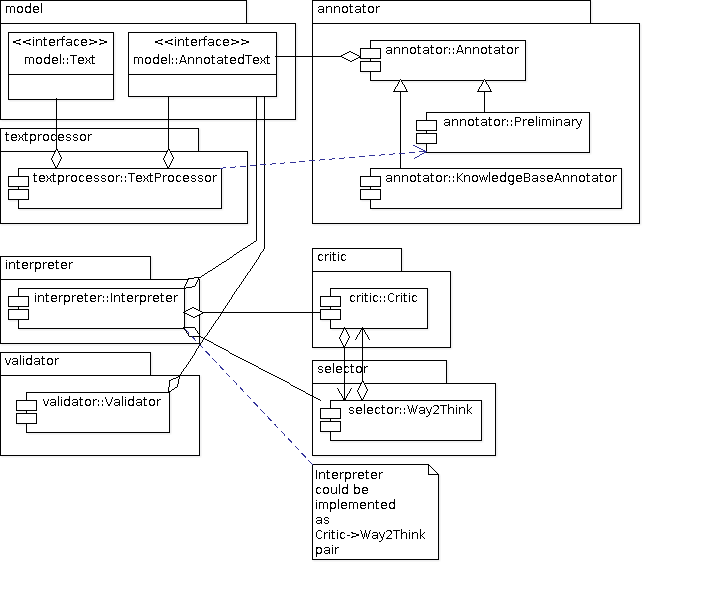 model
<<interface>>
model::Text
<<interface>>
model::AnnotatedText
annotator
annotator::Annotator
annotator::Preliminary
annotator::KnowledgeBaseAnnotator
textprocessor
textprocessor::TextProcessor
interpreter
interpreter::Interpreter
critic
critic::Critic
validator
validator::Validator
selector
selector::Way2Think
Interpreter
could be
implemented
as
Critic->Way2Think
pair